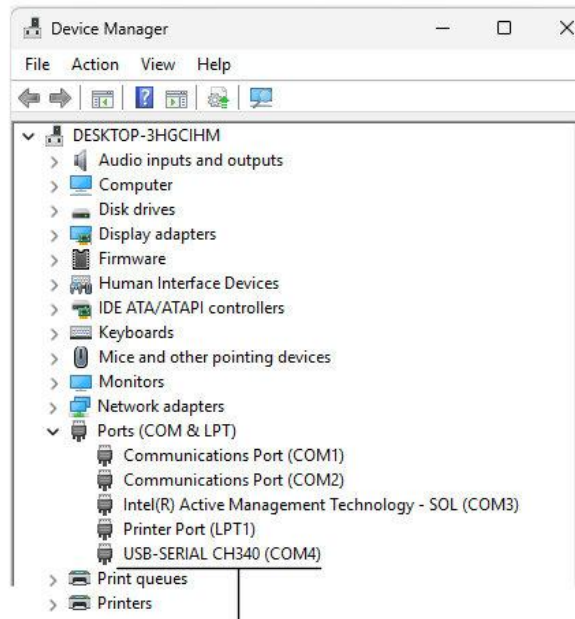 Device Manager
File Action View Help
DESKTOP-3HGCIHM
Audio inputs and outputs
Computer
Disk drives
Display adapters
Firmware
Human Interface Devices
IDE ATA/ATAPI controllers
Keyboards
Mice and other pointing devices
Monitors
Network adapters
Ports (COM & LPT)
Communications Port (COM1)
Communications Port (COM2)
Intel(R) Active Management Technology - SOL (COM3)
Printer Port (LPT1)
USB-SERIAL CH340 (COM4)
Print queues
Printers